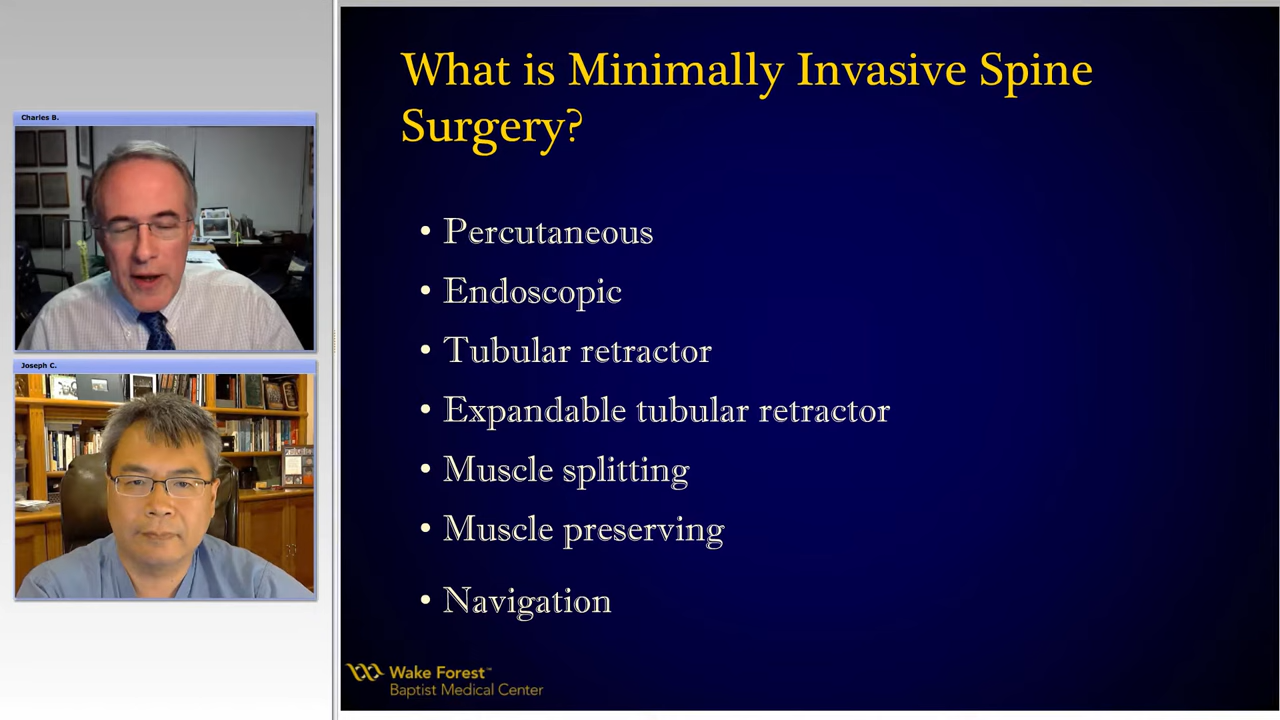 Charles B.
Joseph C.
What is Minimally Invasive Spine
Surgery?
• Percutaneous
• Endoscopic
• Tubular retractor
• Expandable tubular retractor
• Muscle splitting
• Muscle preserving
• Navigation
Wake Forest™
Baptist Medical Center